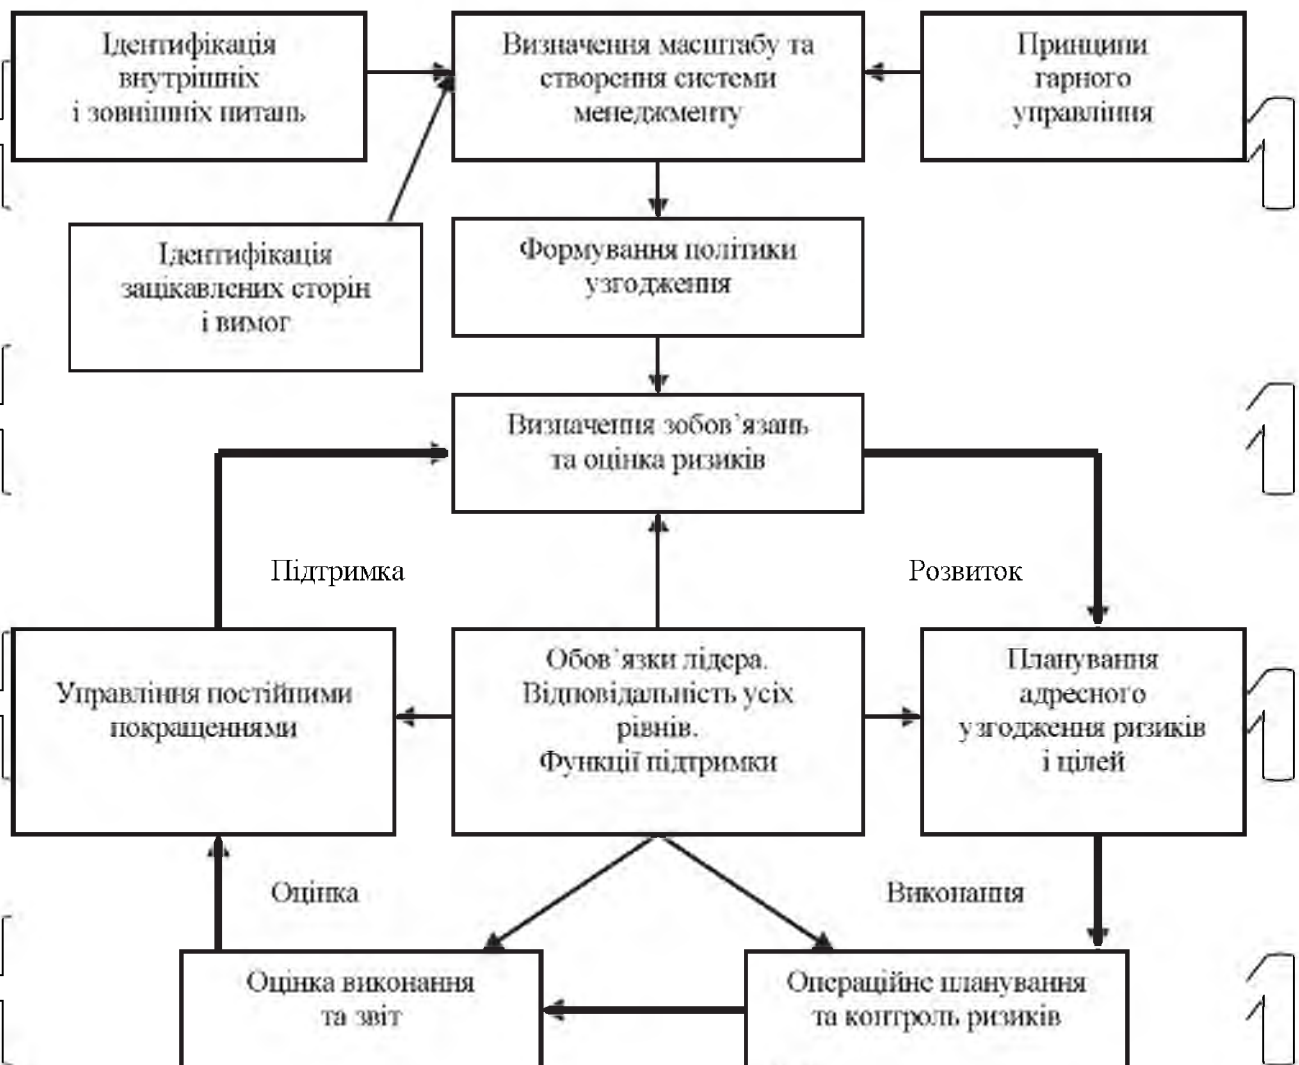 Ідентифікація
внутрішніх
і зовнішніх питань
Визначення масштабу та
створення системи
менеджменту
Принципи
гарного
управління
Ідентифікація
зацікавлених сторін
і вимог
Формування політики
узгодження
Визначення зобов’язань
та оцінка ризиків
Підтримка
Розвиток
Управління постійними
покращеннями
Обов’язки лідера.
Відповідальність усіх
рівнів.
Функції підтримки
Планування
адресного
узгодження ризиків
і цілей
Оцінка
Виконання
Оцінка виконання
та звіт
Операційне планування
та контроль ризиків